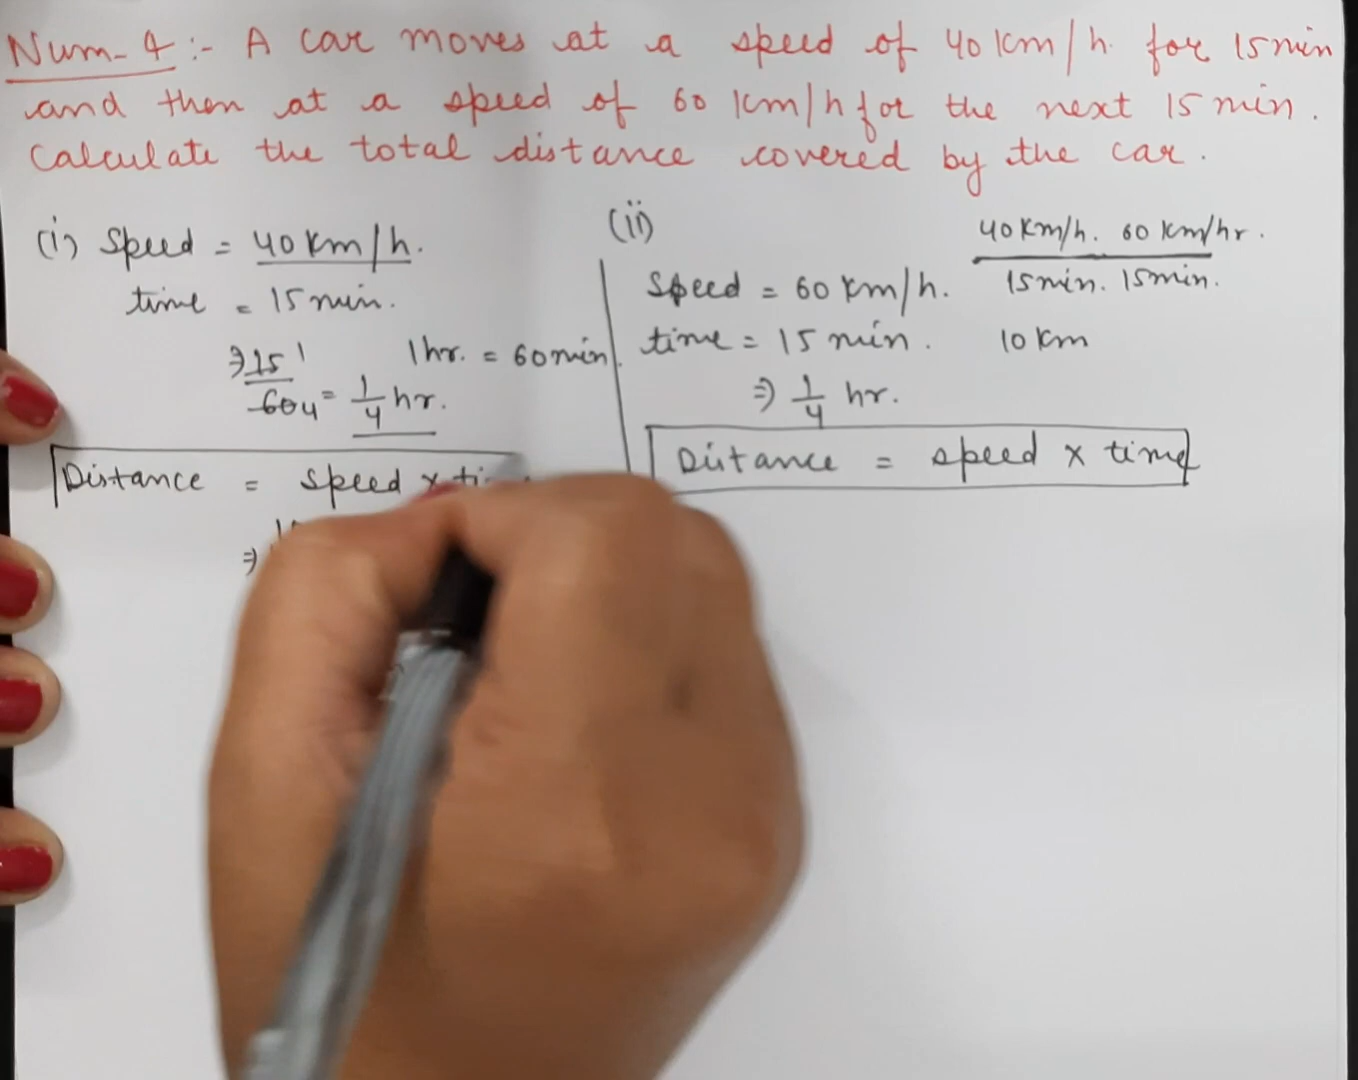 Num-4:- A car moves at a speed of 40 km/h for 15 min
and then at a speed of 60 km/h for the next 15 min.
Calculate the total distance covered by the car.
(i) Speed = 40 km/h.
time = 15 min.
⇒ 15 1
60 4 = 1/4 hr.
1 hr. = 60 min.
Distance = speed x
⇒
(ii)
Speed = 60 km/h.
time = 15 min.
⇒ 1/4 hr.
Distance = speed x time
40 km/h. 60 km/hr.
15 min. 15 min.
10 km